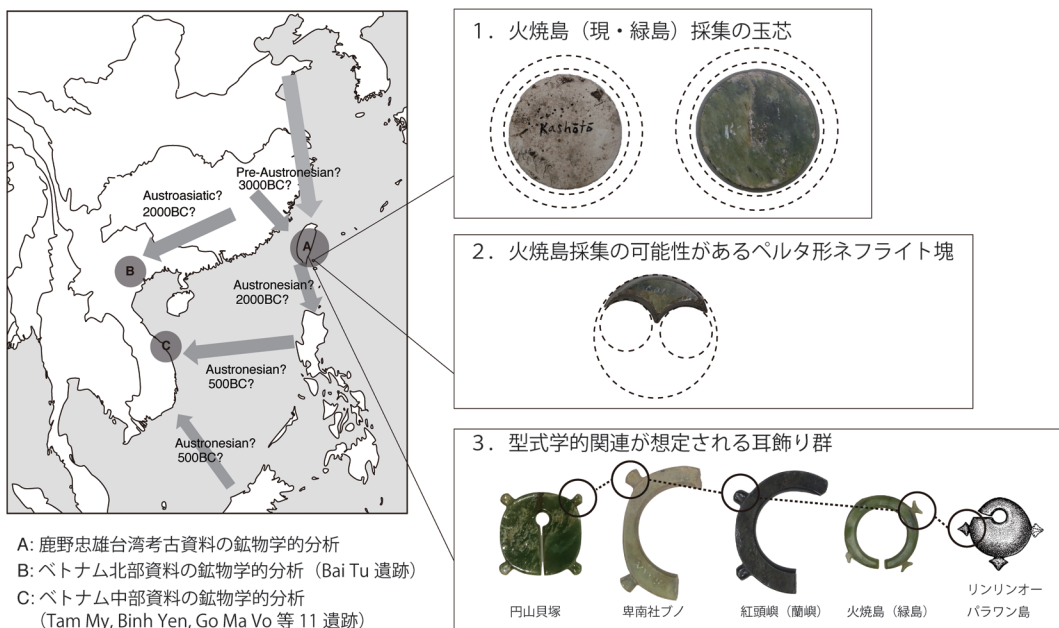 Pre-Austronesian?
3000BC?
Austroasiatic?
2000BC?
A
B
Austronesian?
2000BC?
C
Austronesian?
500BC?
Austronesian?
500BC?
A: 鹿野忠雄台湾考古資料の鉱物学的分析
B: ベトナム北部資料の鉱物学的分析（Bai Tu 遺跡）
C: ベトナム中部資料の鉱物学的分析
（Tam My, Binh Yen, Go Ma Vo 等 11 遺跡）
1．火焼島（現・緑島）採集の玉芯
Kashōtō
2．火焼島採集の可能性があるペルタ形ネフライト塊
3．型式学的関連が想定される耳飾り群
円山貝塚
卑南社ブノ
紅頭嶼（蘭嶼）
火焼島（緑島）
リンリンオー
パラワン島